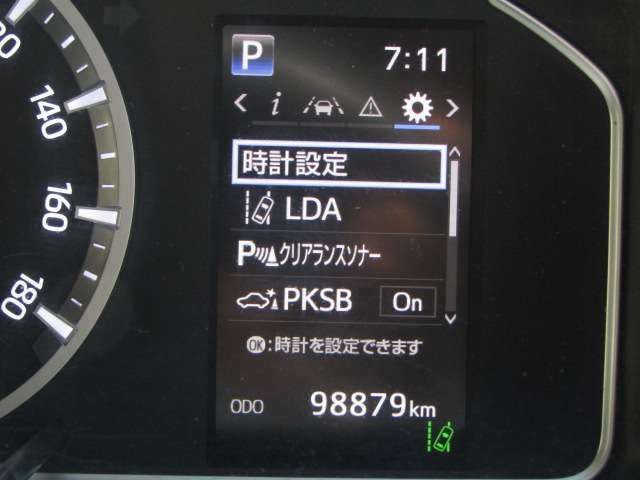 P 7:11
時計設定
LDA
クリアランスソナー
PKSB On
OK:時計を設定できます
ODO 98879km
140
160
180